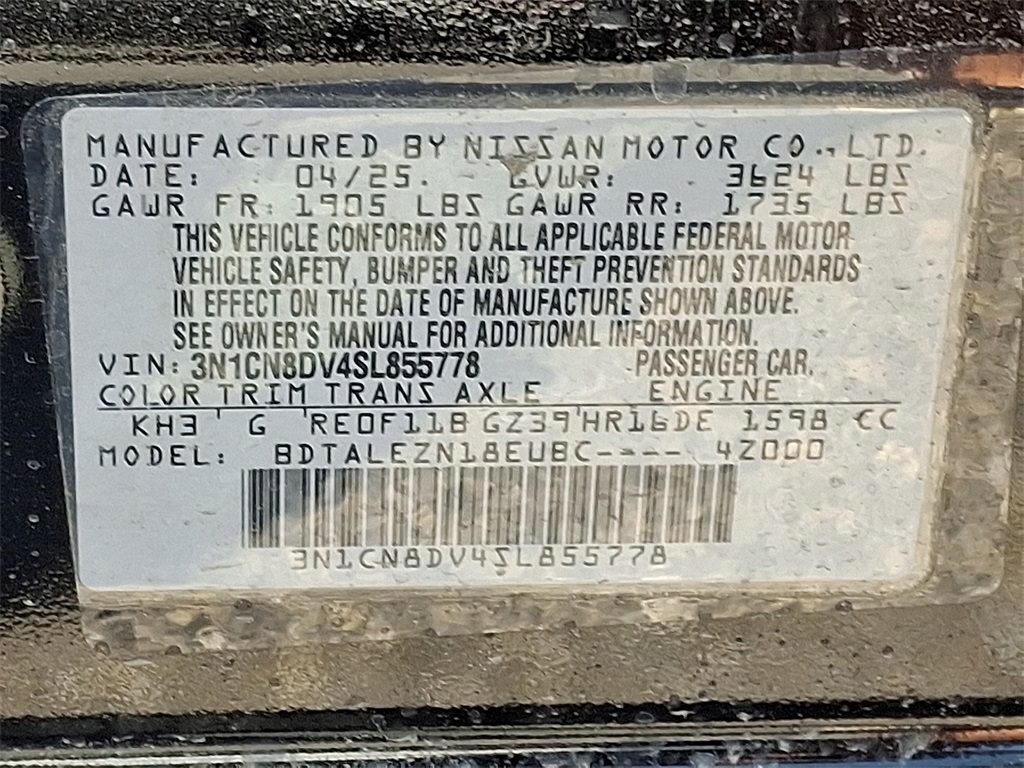 MANUFACTURED BY NISSAN MOTOR CO., LTD.
DATE: 04/25. GVWR: 3624 LBS
GAWR FR: 1905 LBS GAWR RR: 1735 LBS
THIS VEHICLE CONFORMS TO ALL APPLICABLE FEDERAL MOTOR
VEHICLE SAFETY, BUMPER AND THEFT PREVENTION STANDARDS
IN EFFECT ON THE DATE OF MANUFACTURE SHOWN ABOVE.
SEE OWNER'S MANUAL FOR ADDITIONAL INFORMATION.
VIN: 3N1CN8DV4SL855778 PASSENGER CAR.
COLOR TRIM TRANS AXLE ENGINE
KH3 G RE0F11B GZ39 HR16DE 1598 CC
MODEL: BDTALEZN18EUBC---- 42000
3N1CN8DV4SL855778